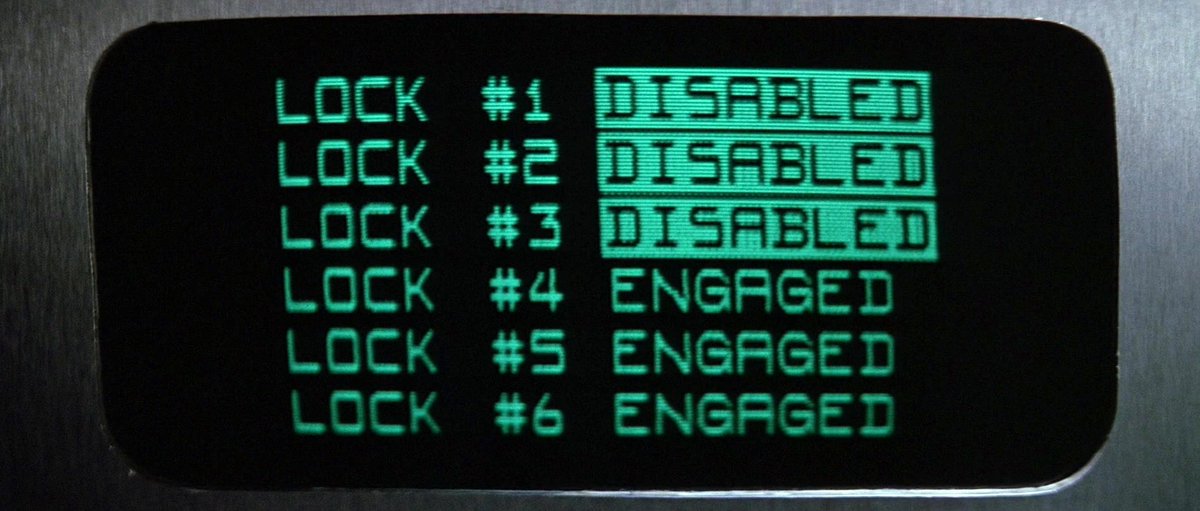 LOCK #1 DISABLED
LOCK #2 DISABLED
LOCK #3 DISABLED
LOCK #4 ENGAGED
LOCK #5 ENGAGED
LOCK #6 ENGAGED